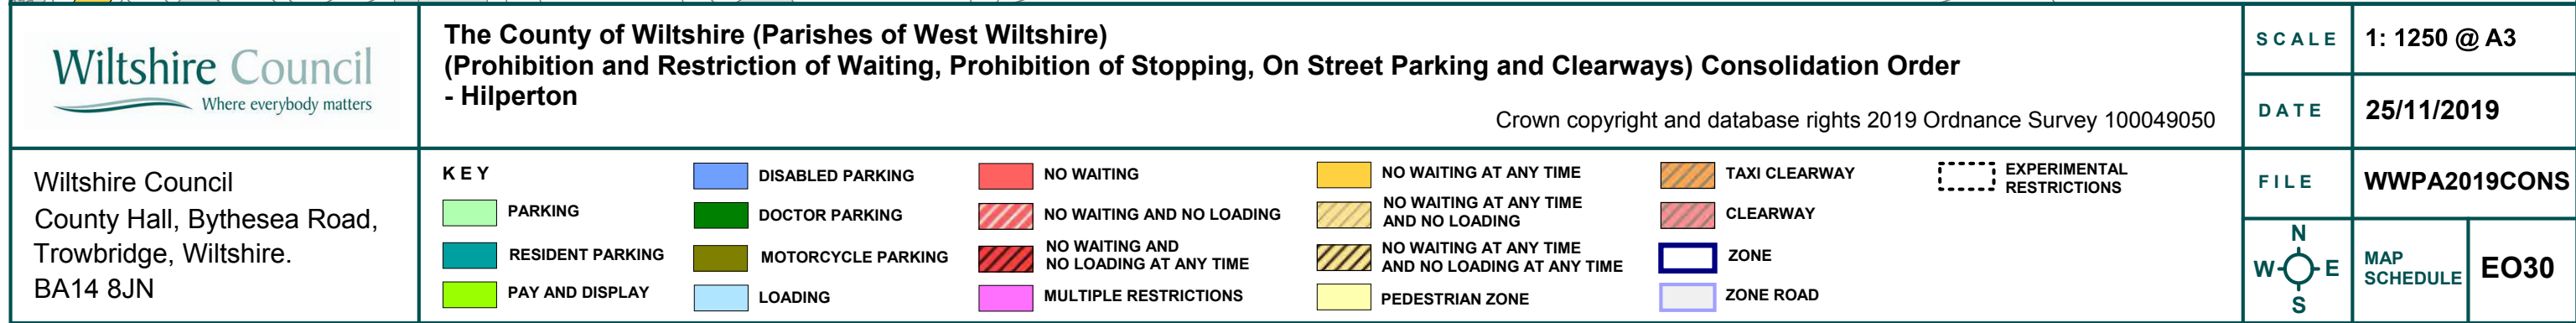 Wiltshire Council
Where everybody matters
The County of Wiltshire (Parishes of West Wiltshire)
(Prohibition and Restriction of Waiting, Prohibition of Stopping, On Street Parking and Clearways) Consolidation Order
- Hilperton
Crown copyright and database rights 2019 Ordnance Survey 100049050
SCALE
1: 1250 @ A3
DATE
25/11/2019
Wiltshire Council
County Hall, Bythesea Road,
Trowbridge, Wiltshire.
BA14 8JN
KEY
PARKING
RESIDENT PARKING
PAY AND DISPLAY
DISABLED PARKING
DOCTOR PARKING
MOTORCYCLE PARKING
LOADING
NO WAITING
NO WAITING AND NO LOADING
NO WAITING AND
NO LOADING AT ANY TIME
MULTIPLE RESTRICTIONS
NO WAITING AT ANY TIME
NO WAITING AT ANY TIME
AND NO LOADING
NO WAITING AT ANY TIME
AND NO LOADING AT ANY TIME
PEDESTRIAN ZONE
TAXI CLEARWAY
CLEARWAY
ZONE
ZONE ROAD
EXPERIMENTAL
RESTRICTIONS
FILE
WWPA2019CONS
N
W E
S
MAP
SCHEDULE
EO30